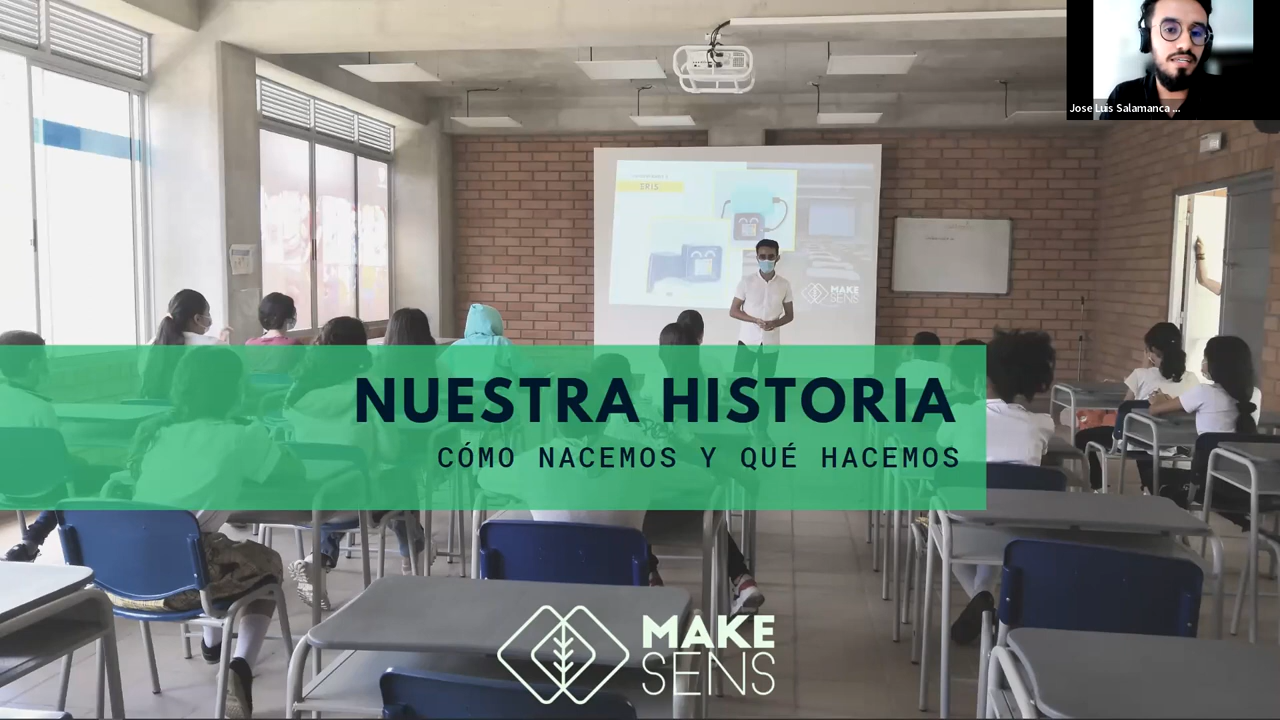 Jose Luis Salamanca ...
ERIS
MAKE
SENS
NUESTRA HISTORIA
CÓMO NACEMOS Y QUÉ HACEMOS
MAKE
SENS